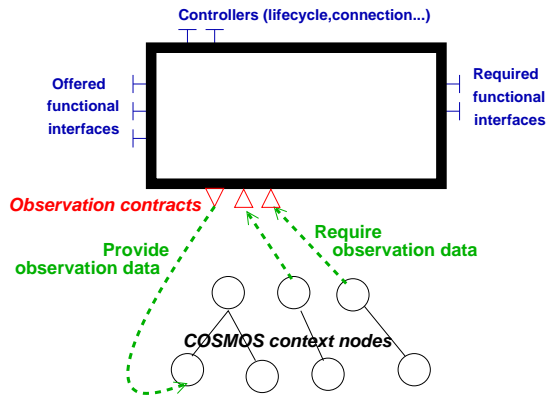 Controllers (lifecycle,connection...)
Offered
functional
interfaces
Required
functional
interfaces
Observation contracts
Provide
observation data
Require
observation data
COSMOS context nodes